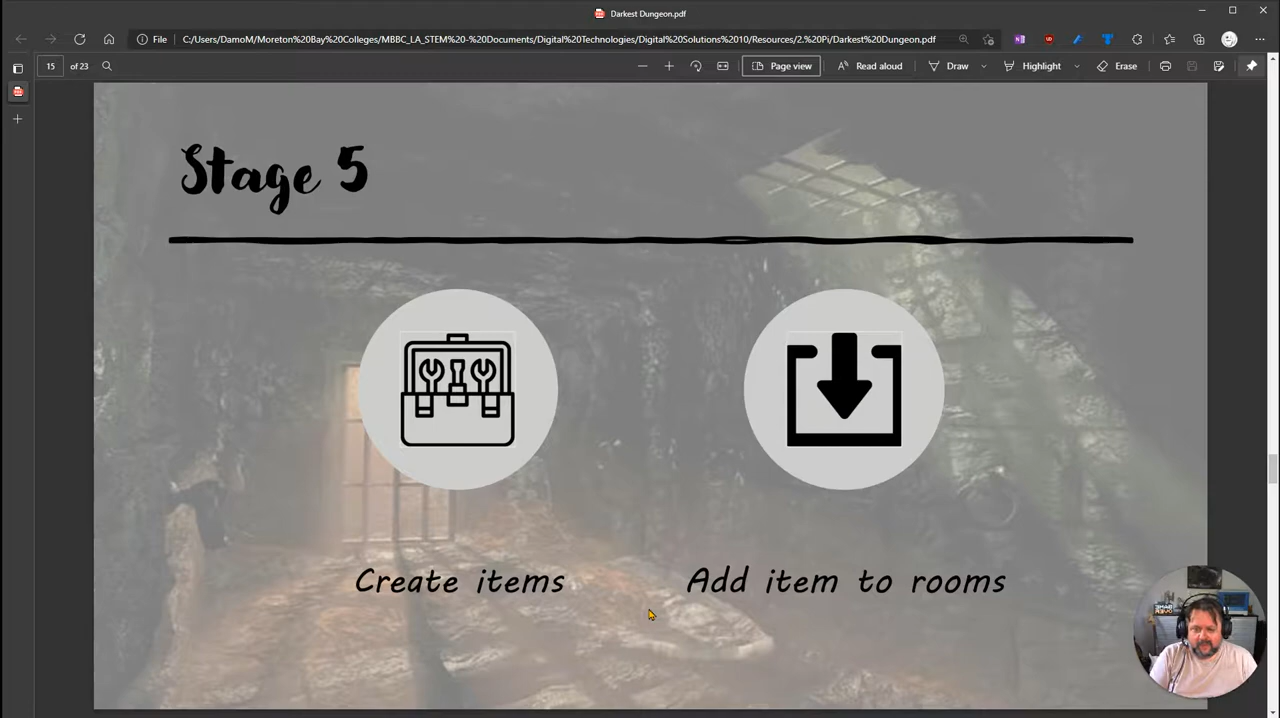 Darkest Dungeon.pdf
File
C:/Users/DamoM/Moreton%20Bay%20Colleges/MBBC_LA_STEM%20-%20Documents/Digital%20Technologies/Digital%20Solutions%2010/Resources/2.%20Pi/Darkest%20Dungeon.pdf
15 of 23
Page view
Read aloud
Draw
Highlight
Erase
Stage 5
Create items
Add item to rooms